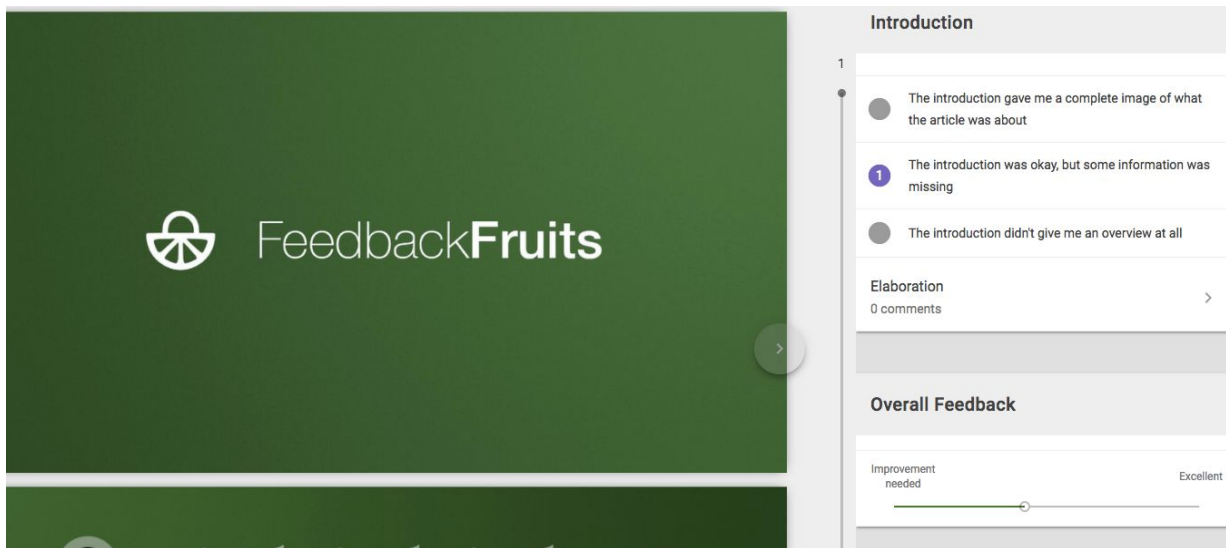 FeedbackFruits
Introduction
1
The introduction gave me a complete image of what
the article was about
1
The introduction was okay, but some information was
missing
The introduction didn't give me an overview at all
Elaboration
0 comments
Overall Feedback
Improvement
needed
Excellent